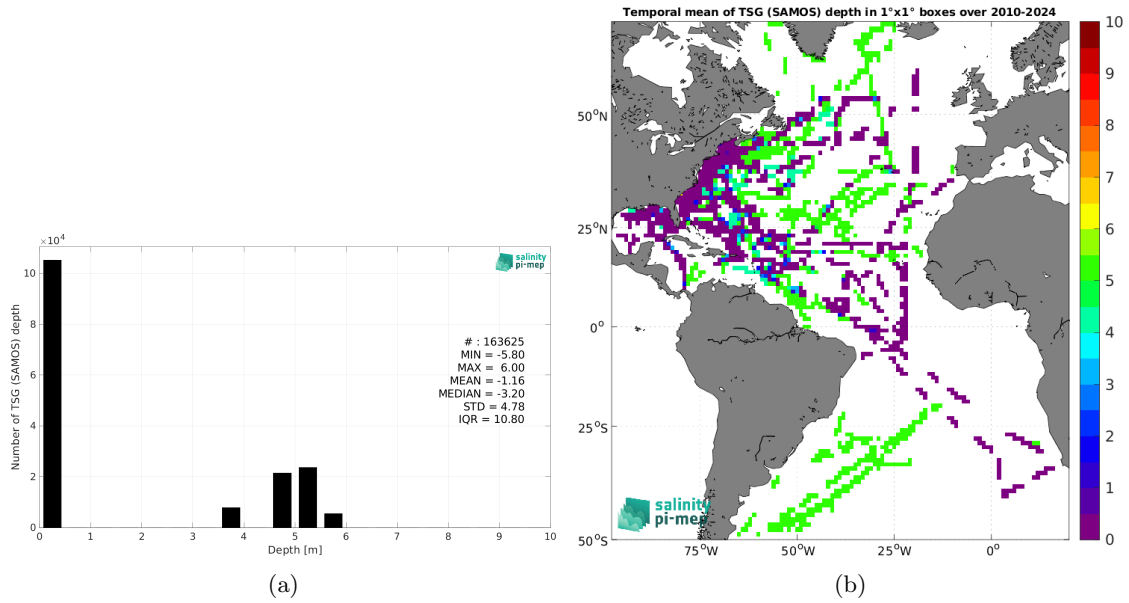 ×10⁴
10
8
6
4
2
0
0
1
2
3
4
5
6
7
8
9
10
Number of TSG (SAMOS) depth
Depth [m]
salinity
pi-mep
# : 163625
MIN = -5.80
MAX = 6.00
MEAN = -1.16
MEDIAN = -3.20
STD = 4.78
IQR = 10.80
(a)
Temporal mean of TSG (SAMOS) depth in 1°x1° boxes over 2010-2024
50°N
25°N
0°
25°S
50°S
75°W
50°W
25°W
0°
salinity
pi-mep
10
9
8
7
6
5
4
3
2
1
0
(b)